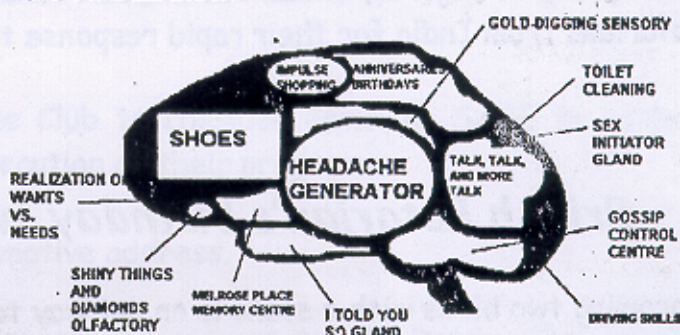 GOLD-DIGGING SENSORY
IMPULSE
SHOPPING
ANNIVERSARIES
BIRTHDAYS
TOILET
CLEANING
SHOES
SEX
INITIATOR
GLAND
HEADACHE
GENERATOR
TALK, TALK,
AND MORE
TALK
REALIZATION OF
WANTS
VS.
NEEDS
GOSSIP
CONTROL
CENTRE
SHINY THINGS
AND
DIAMONDS
OLFACTORY
MELROSE PLACE
MEMORY CENTRE
I TOLD YOU
SO GLAND
DRIVING SKILLS